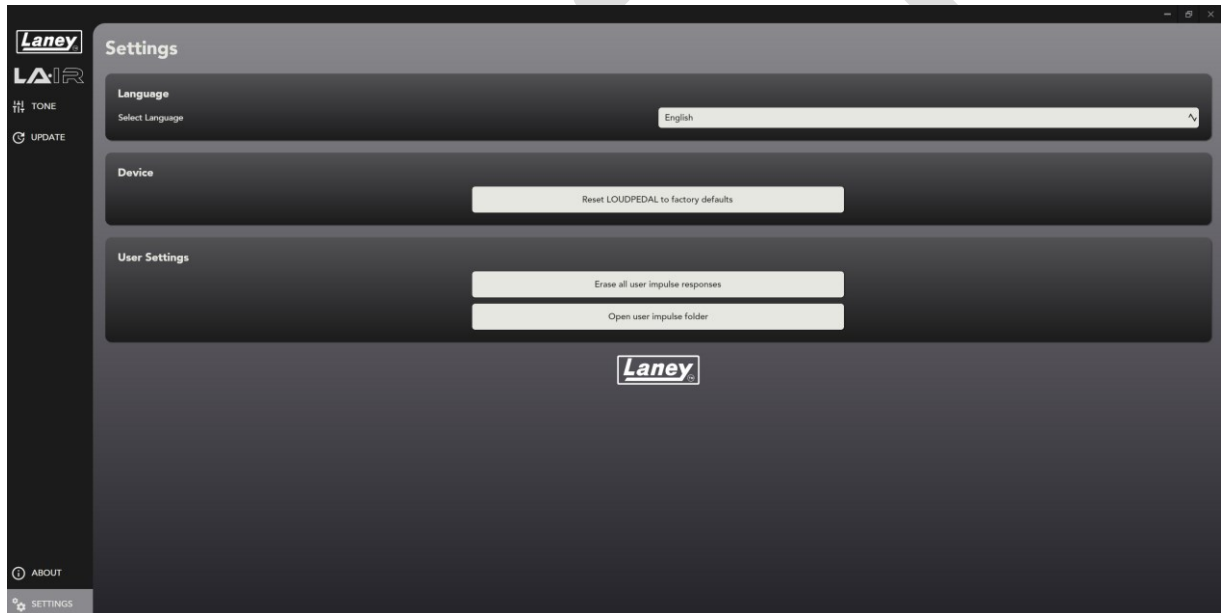 Laney
LA·IR
TONE
UPDATE
Settings
Language
Select Language
English
Device
Reset LOUDPEDAL to factory defaults
User Settings
Erase all user impulse responses
Open user impulse folder
Laney
ABOUT
SETTINGS